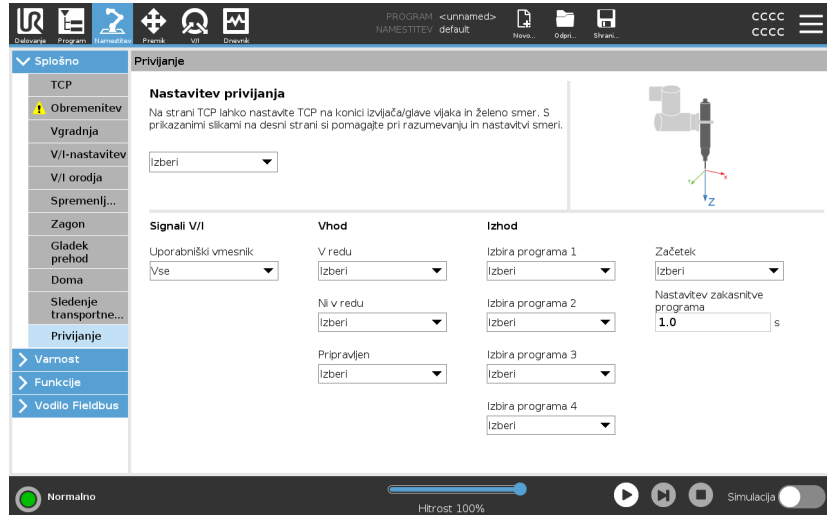 UR
PROGRAM <unnamed>
NAMESTITEV default
CCCC
CCCC
Delovanje Program Namestitev Premik V/I Dnevnik Novo... Odpri... Shrani...
Splošno
Privijanje
TCP
Obremenitev
Vgradnja
V/I-nastavitev
V/I orodja
Spremenlj...
Zagon
Gladek
prehod
Doma
Sledenje
transportne...
Privijanje
Varnost
Funkcije
Vodilo Fieldbus
Nastavitev privijanja
Na strani TCP lahko nastavite TCP na konici izvijača/glave vijaka in želeno smer. S
prikazanimi slikami na desni strani si pomagajte pri razumevanju in nastavitvi smeri.
Izberi
Y X
Z
Signali V/I Vhod Izhod
Uporabniški vmesnik V redu Izbira programa 1 Začetek
Vse Izberi Izberi Izberi
Ni v redu Izbira programa 2 Nastavitev zakasnitve
programa
Izberi Izberi 1.0 s
Pripravljen Izbira programa 3
Izberi Izberi
Izbira programa 4
Izberi
Normalno
Hitrost 100%
Simulacija